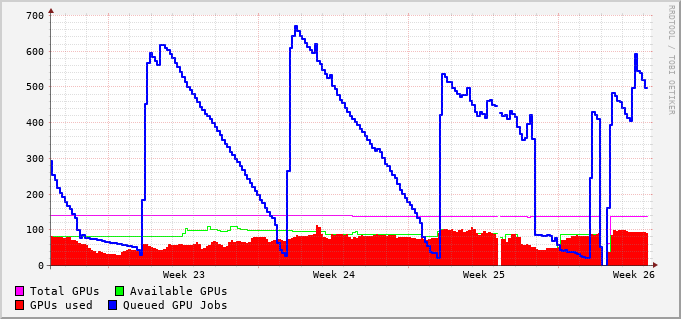 700
600
500
400
300
200
100
0
Week 23 Week 24 Week 25 Week 26
Total GPUs Available GPUs
GPUs used Queued GPU Jobs
RRDTOOL / TOBI OETIKER